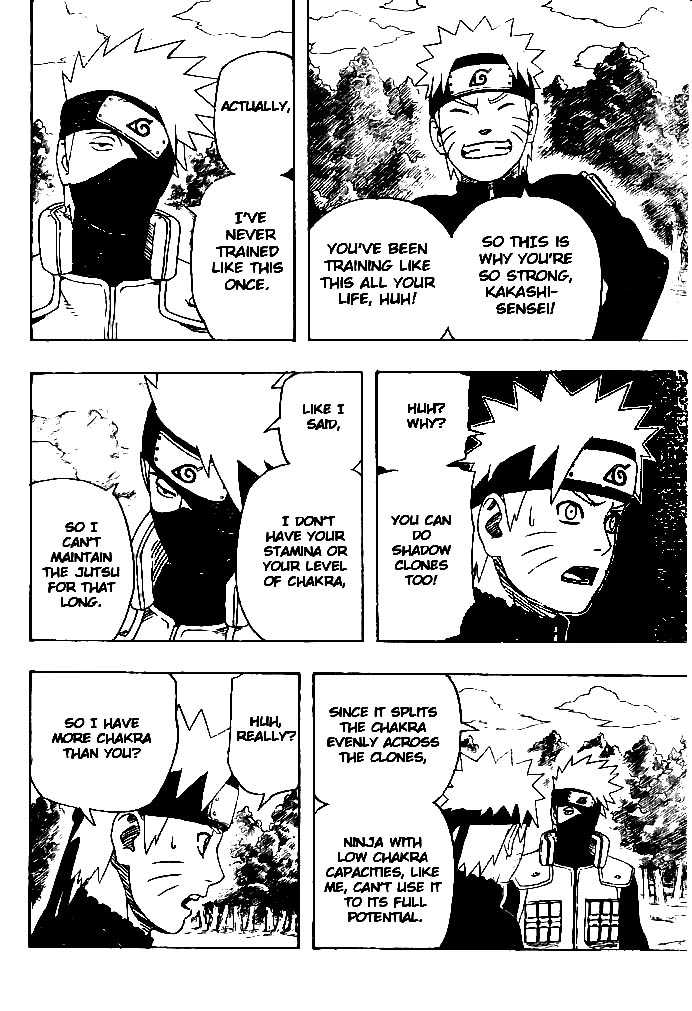 SO THIS IS
WHY YOU'RE
SO STRONG,
KAKASHI-
SENSEI!
YOU'VE BEEN
TRAINING LIKE
THIS ALL YOUR
LIFE, HUH!
ACTUALLY,
I'VE
NEVER
TRAINED
LIKE THIS
ONCE.
HUH?
WHY?
YOU CAN
DO
SHADOW
CLONES
TOO!
LIKE I
SAID,
I DON'T
HAVE YOUR
STAMINA OR
YOUR LEVEL
OF CHAKRA,
SO I
CAN'T
MAINTAIN
THE JUTSU
FOR THAT
LONG.
SINCE IT SPLITS
THE CHAKRA
EVENLY ACROSS
THE CLONES,
NINJA WITH
LOW CHAKRA
CAPACITIES, LIKE
ME, CAN'T USE IT
TO ITS FULL
POTENTIAL.
HUH,
REALLY?
SO I HAVE
MORE CHAKRA
THAN YOU?